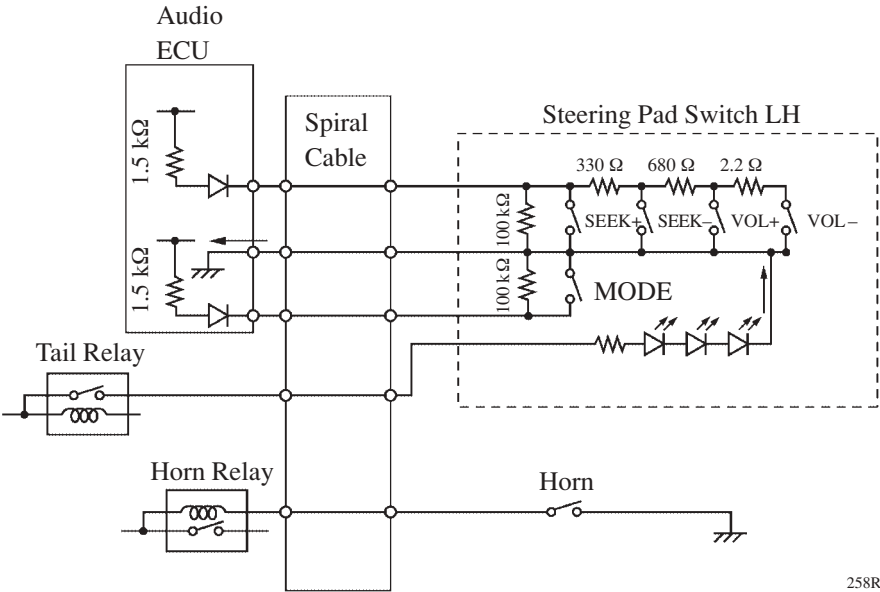 Audio
ECU
Steering Pad Switch LH
Spiral
Cable
1.5 kΩ
330 Ω
680 Ω
2.2 Ω
100 kΩ
SEEK+
SEEK–
VOL+
VOL–
1.5 kΩ
100 kΩ
MODE
Tail Relay
Horn Relay
Horn
258R